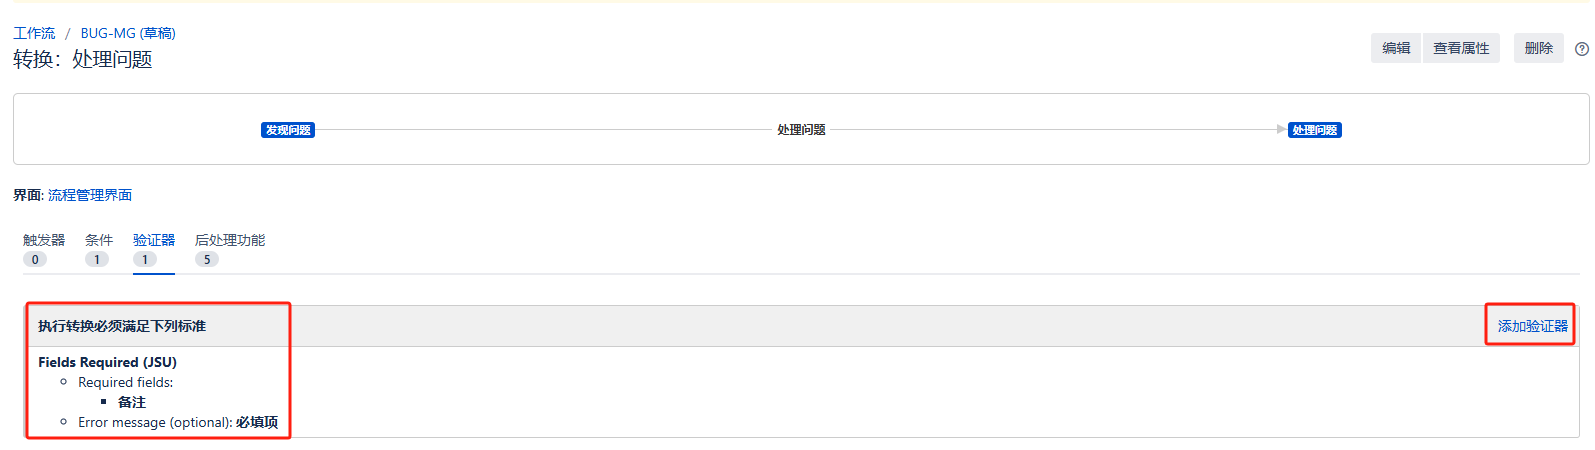 工作流 / BUG-MG (草稿)
转换：处理问题
编辑 查看属性 删除
发现问题 处理问题 处理问题
界面: 流程管理界面
触发器 条件 验证器 后处理功能
0 1 1 5
执行转换必须满足下列标准 添加验证器
Fields Required (JSU)
Required fields:
备注
Error message (optional): 必填项